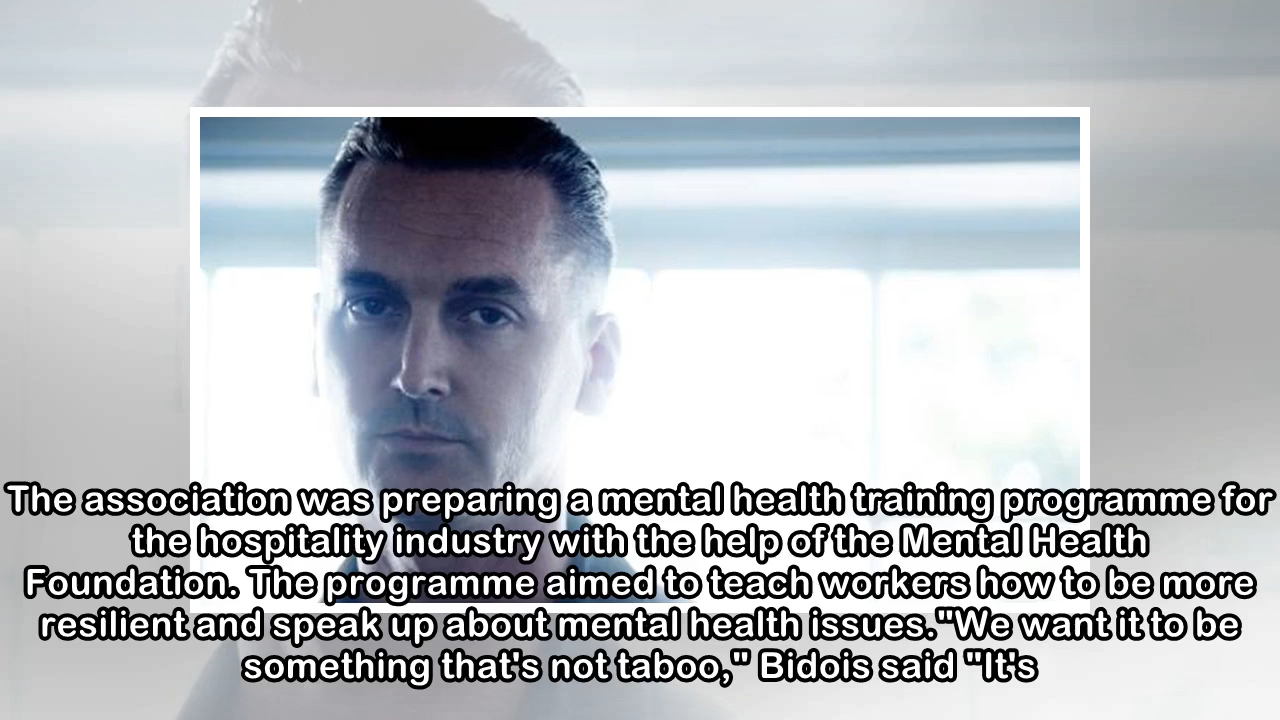 The association was preparing a mental health training programme for
the hospitality industry with the help of the Mental Health
Foundation. The programme aimed to teach workers how to be more
resilient and speak up about mental health issues."We want it to be
something that's not taboo," Bidois said "It's